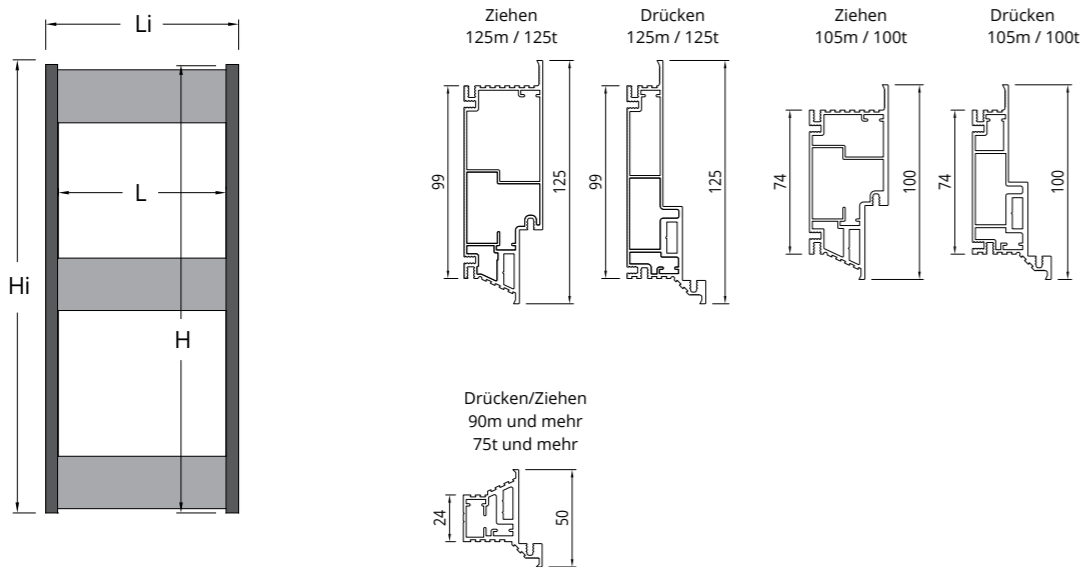 Li
L
Hi
H
Ziehen
125m / 125t
99
125
Drücken
125m / 125t
99
125
Ziehen
105m / 100t
74
100
Drücken
105m / 100t
74
100
Drücken/Ziehen
90m und mehr
75t und mehr
24
50